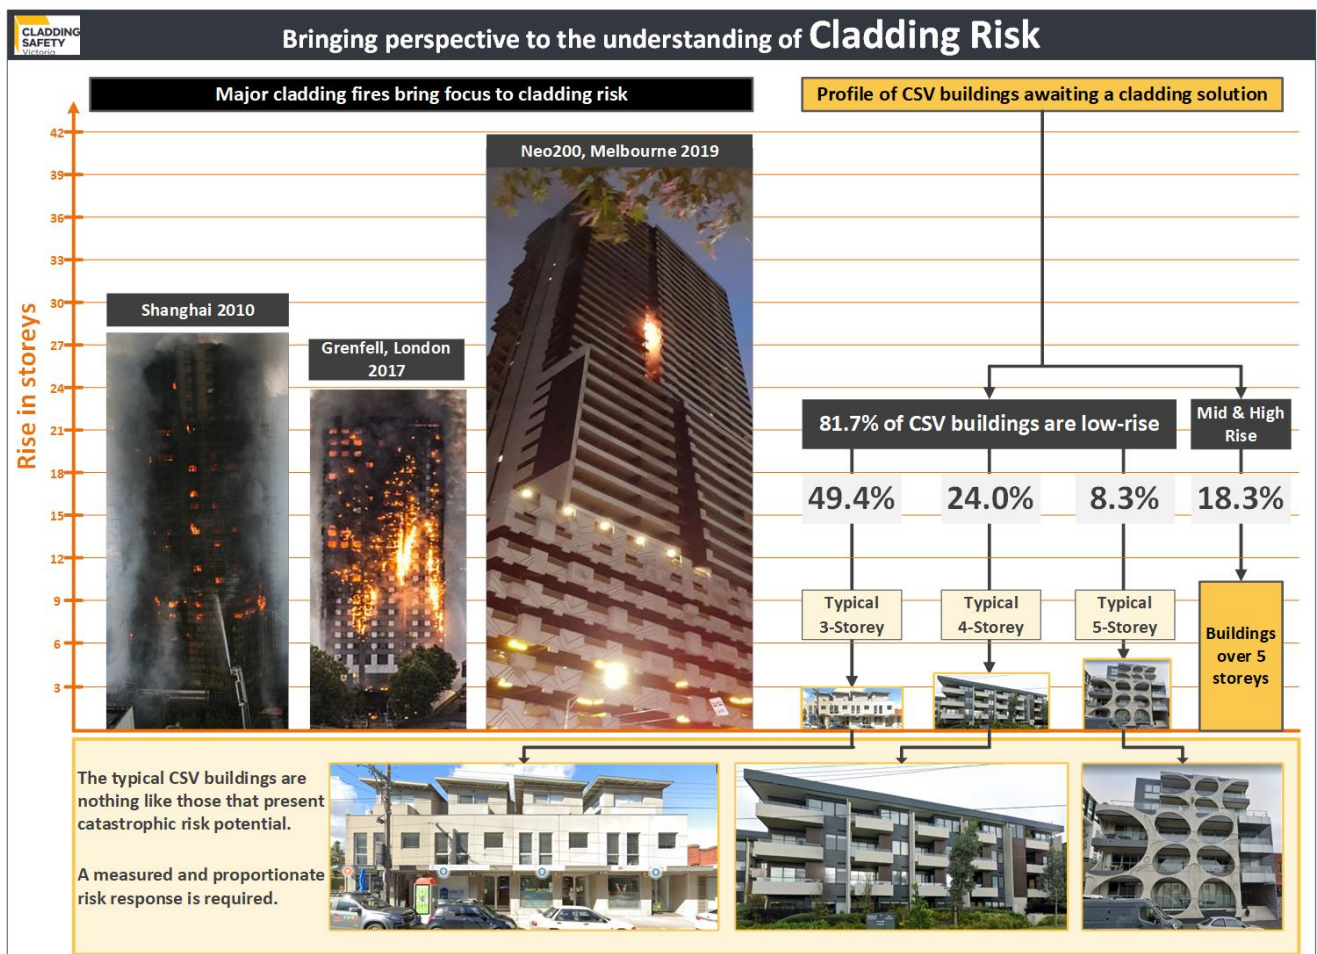 CLADDING
SAFETY
Victoria
Bringing perspective to the understanding of Cladding Risk
Major cladding fires bring focus to cladding risk
Profile of CSV buildings awaiting a cladding solution
Rise in storeys
42
39
36
33
30
27
24
21
18
15
12
9
6
3
Shanghai 2010
Grenfell, London
2017
Neo200, Melbourne 2019
81.7% of CSV buildings are low-rise
Mid & High
Rise
49.4%
24.0%
8.3%
18.3%
Typical
3-Storey
Typical
4-Storey
Typical
5-Storey
Buildings
over 5
storeys
The typical CSV buildings are
nothing like those that present
catastrophic risk potential.
A measured and proportionate
risk response is required.